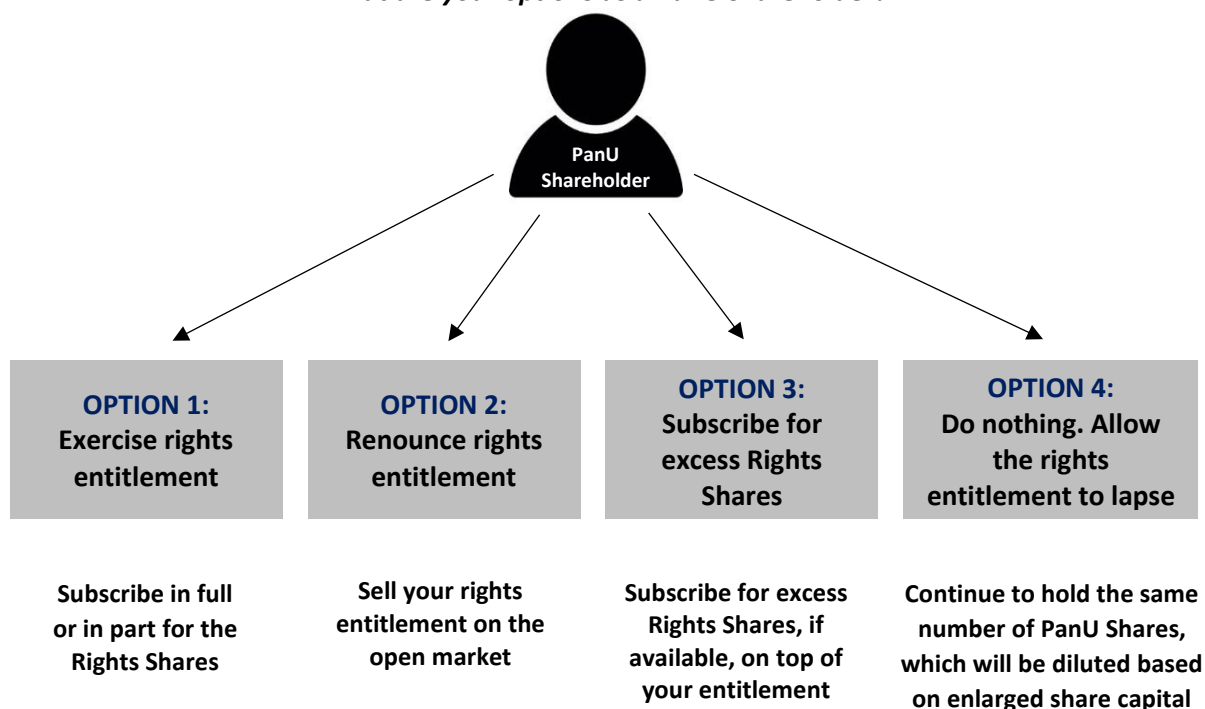 your options as a
PanU
Shareholder
OPTION 1:
Exercise rights
entitlement
Subscribe in full
or in part for the
Rights Shares
OPTION 2:
Renounce rights
entitlement
Sell your rights
entitlement on the
open market
OPTION 3:
Subscribe for
excess Rights
Shares
Subscribe for excess
Rights Shares, if
available, on top of
your entitlement
OPTION 4:
Do nothing. Allow
the rights
entitlement to lapse
Continue to hold the same
number of PanU Shares,
which will be diluted based
on enlarged share capital